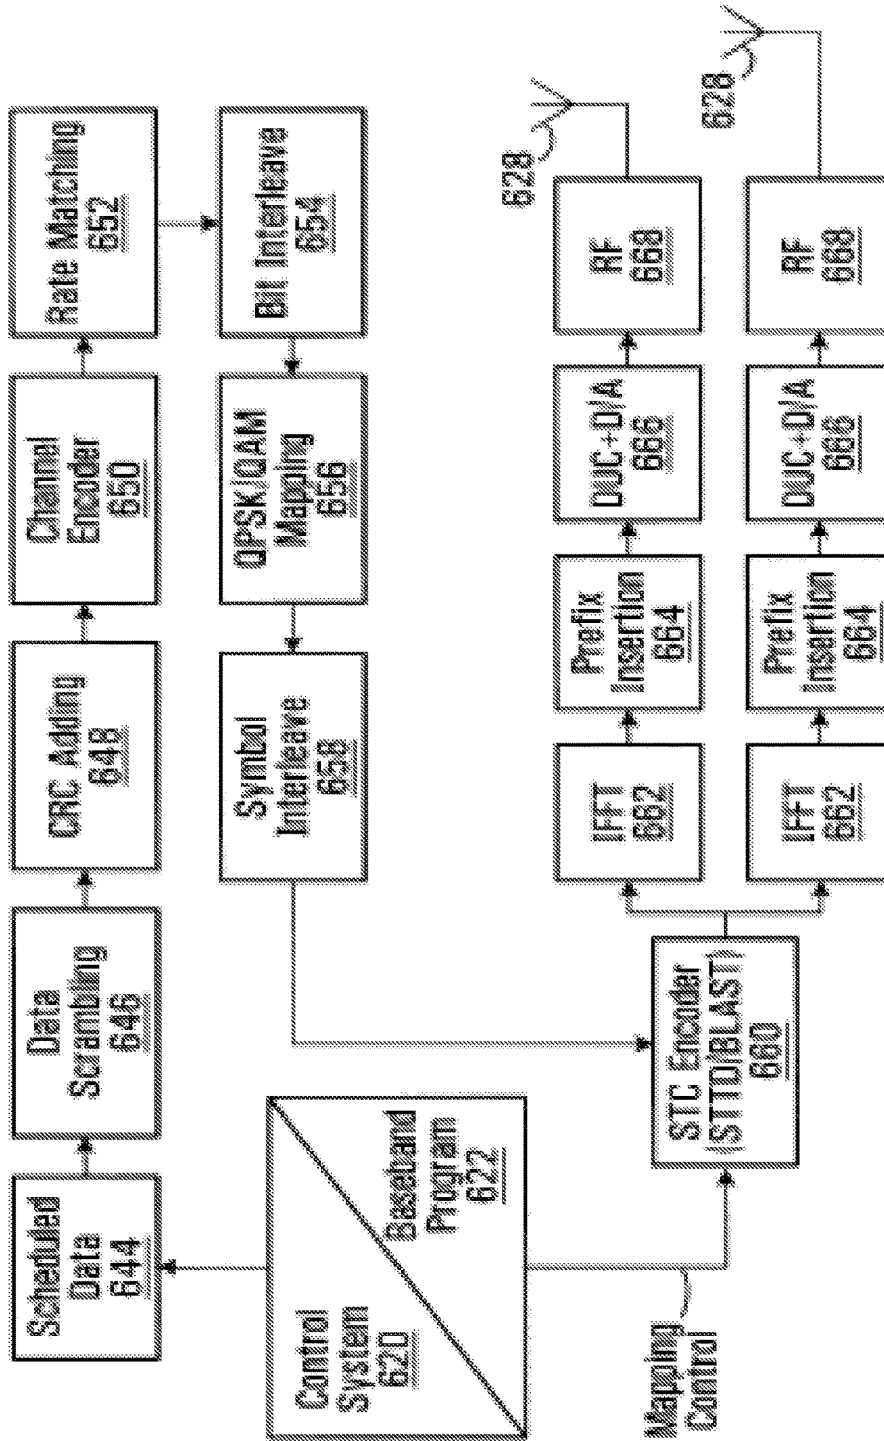 Scheduled
Data
644
Data
Scrambling
646
CRC Adding
648
Channel
Encoder
650
Rate Matching
652
Control
System
620
Baseband
Program
622
Symbol
Interleave
658
QPSK/QAM
Mapping
656
Bit Interleave
654
Mapping
Control
STC Encoder
(STTD/BLAST)
660
IFFT
662
Prefix
Insertion
664
DUC+D/A
666
RF
668
628
IFFT
662
Prefix
Insertion
664
DUC+D/A
666
RF
668
628